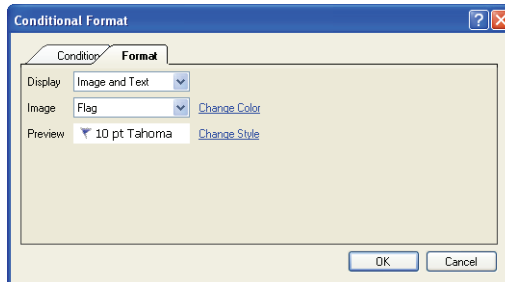 Conditional Format
Condition Format
Display Image and Text
Image Flag Change Color
Preview 10 pt Tahoma Change Style
OK Cancel